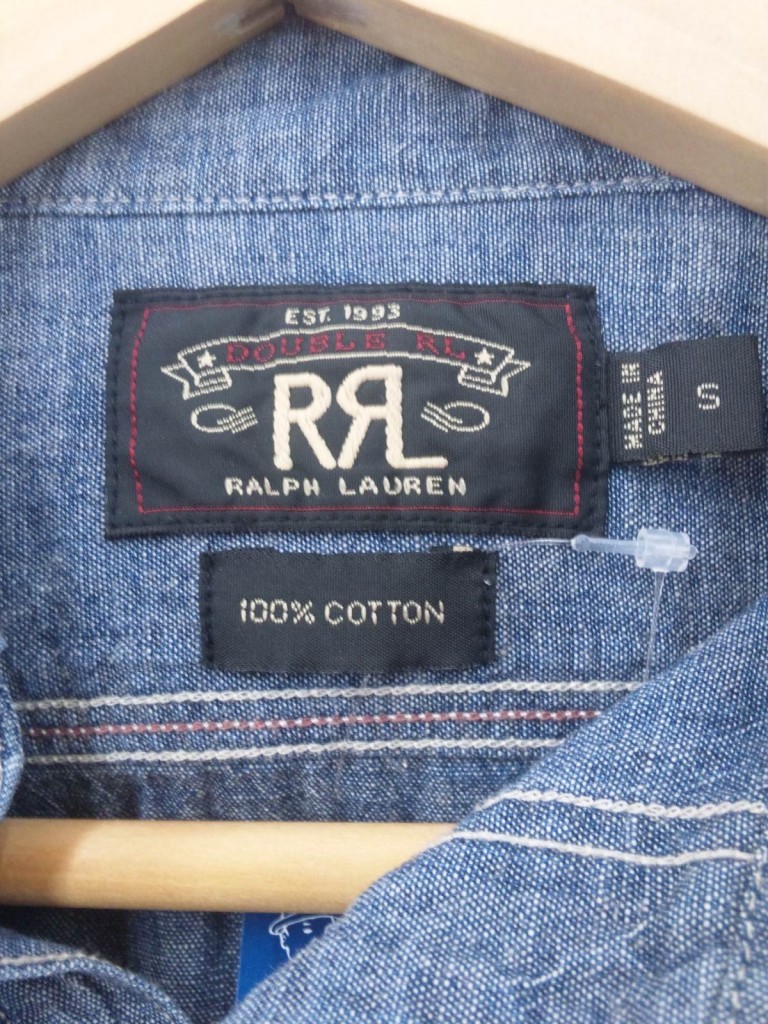 EST. 1993
DOUBLE RL
RRL
RALPH LAUREN
MADE IN
CHINA
S
100% COTTON